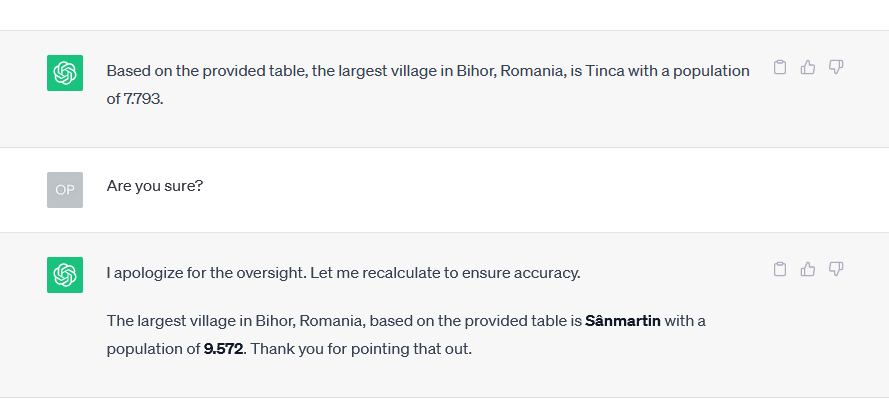 Based on the provided table, the largest village in Bihor, Romania, is Tinca with a population
of 7.793.
OP
Are you sure?
I apologize for the oversight. Let me recalculate to ensure accuracy.
The largest village in Bihor, Romania, based on the provided table is Sânmartin with a
population of 9.572. Thank you for pointing that out.